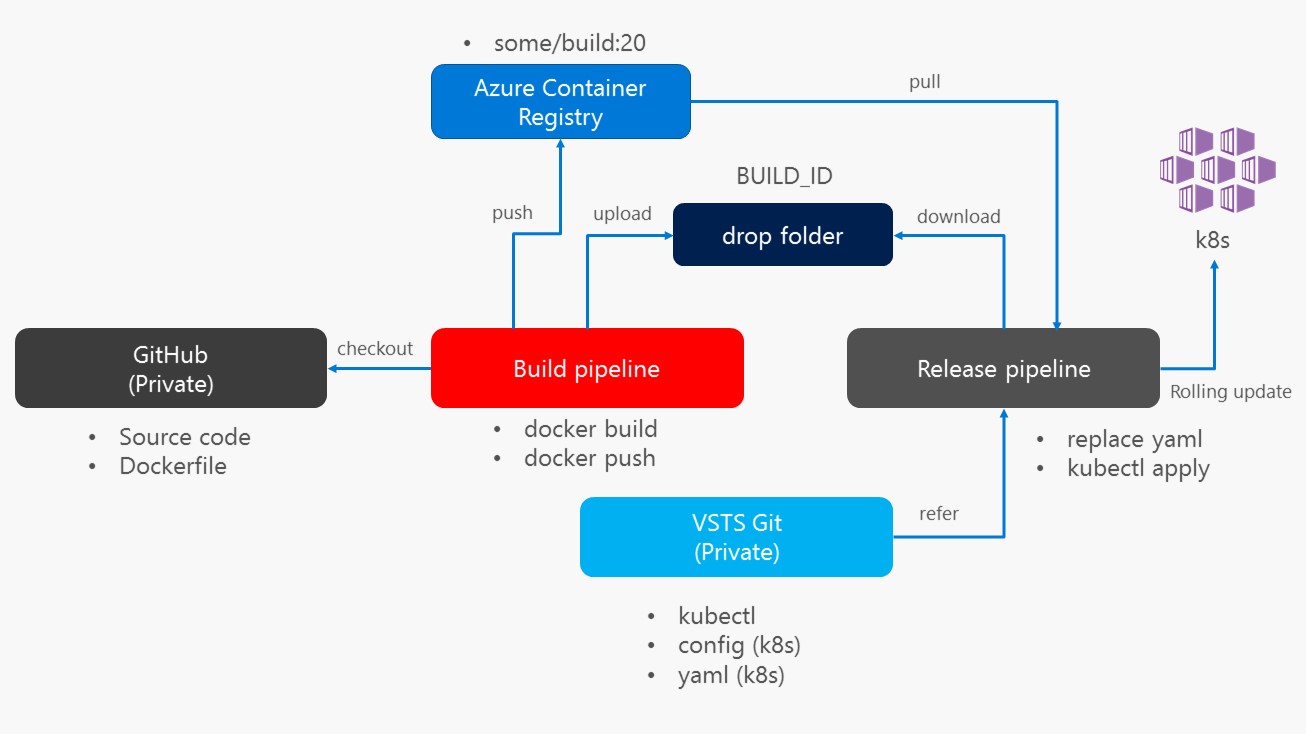 • some/build:20
Azure Container
Registry
pull
BUILD_ID
push
upload
drop folder
download
k8s
GitHub
(Private)
checkout
Build pipeline
Release pipeline
Rolling update
• Source code
• Dockerfile
• docker build
• docker push
• replace yaml
• kubectl apply
VSTS Git
(Private)
refer
• kubectl
• config (k8s)
• yaml (k8s)